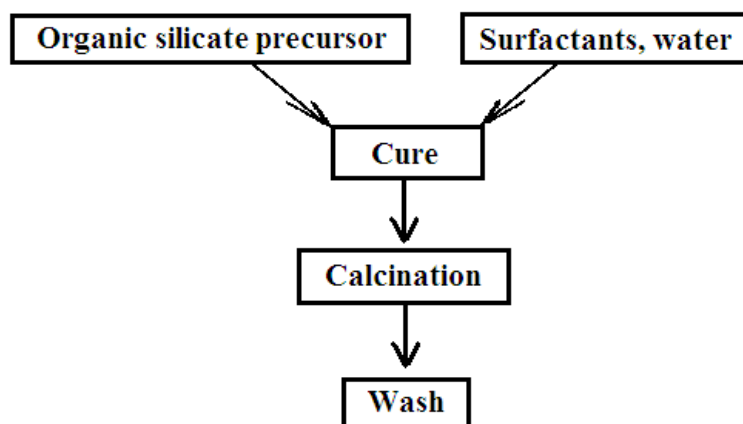 Organic silicate precursor
Surfactants, water
Cure
Calcination
Wash